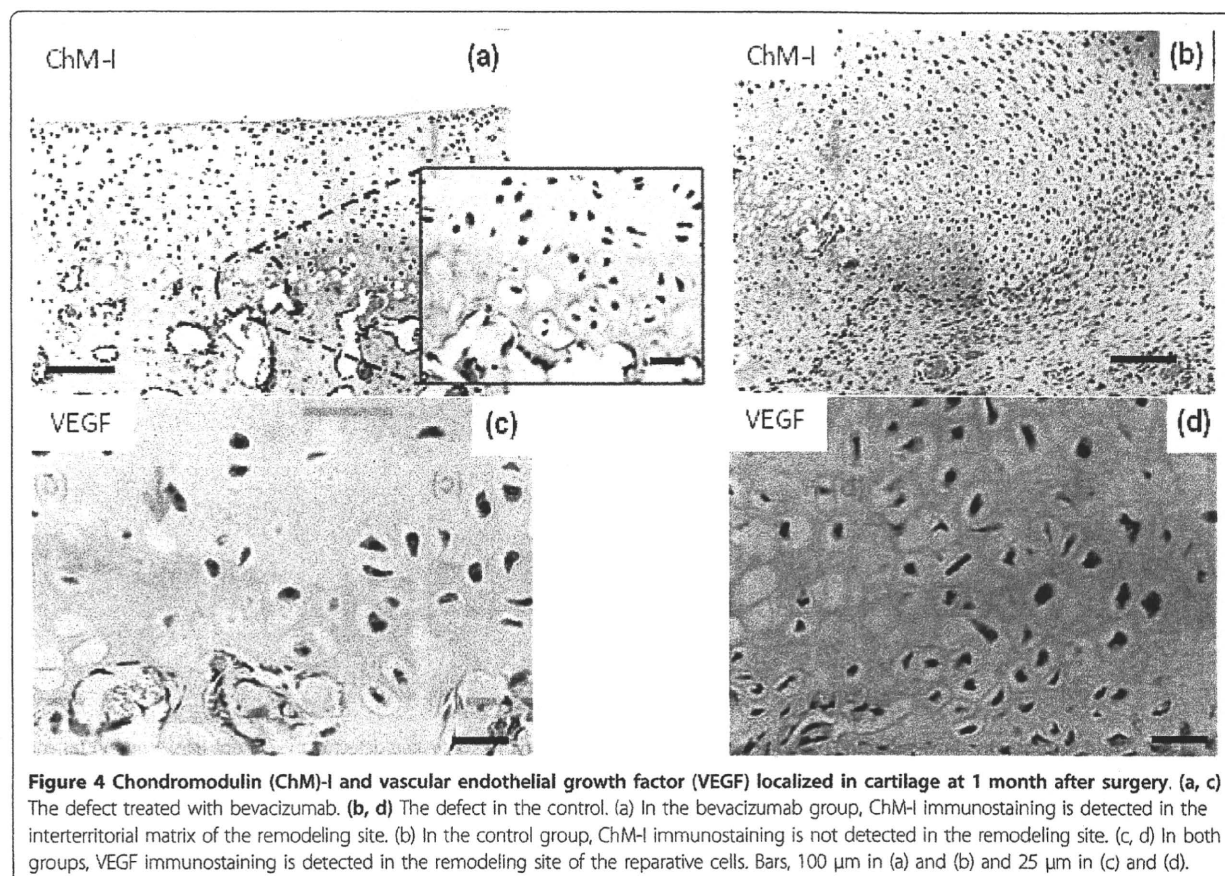 ChM-I (a)
ChM-I (b)
VEGF (c)
VEGF (d)
Figure 4 Chondromodulin (ChM)-I and vascular endothelial growth factor (VEGF) localized in cartilage at 1 month after surgery. (a, c)
The defect treated with bevacizumab. (b, d) The defect in the control. (a) In the bevacizumab group, ChM-I immunostaining is detected in the
interterritorial matrix of the remodeling site. (b) In the control group, ChM-I immunostaining is not detected in the remodeling site. (c, d) In both
groups, VEGF immunostaining is detected in the remodeling site of the reparative cells. Bars, 100 μm in (a) and (b) and 25 μm in (c) and (d).